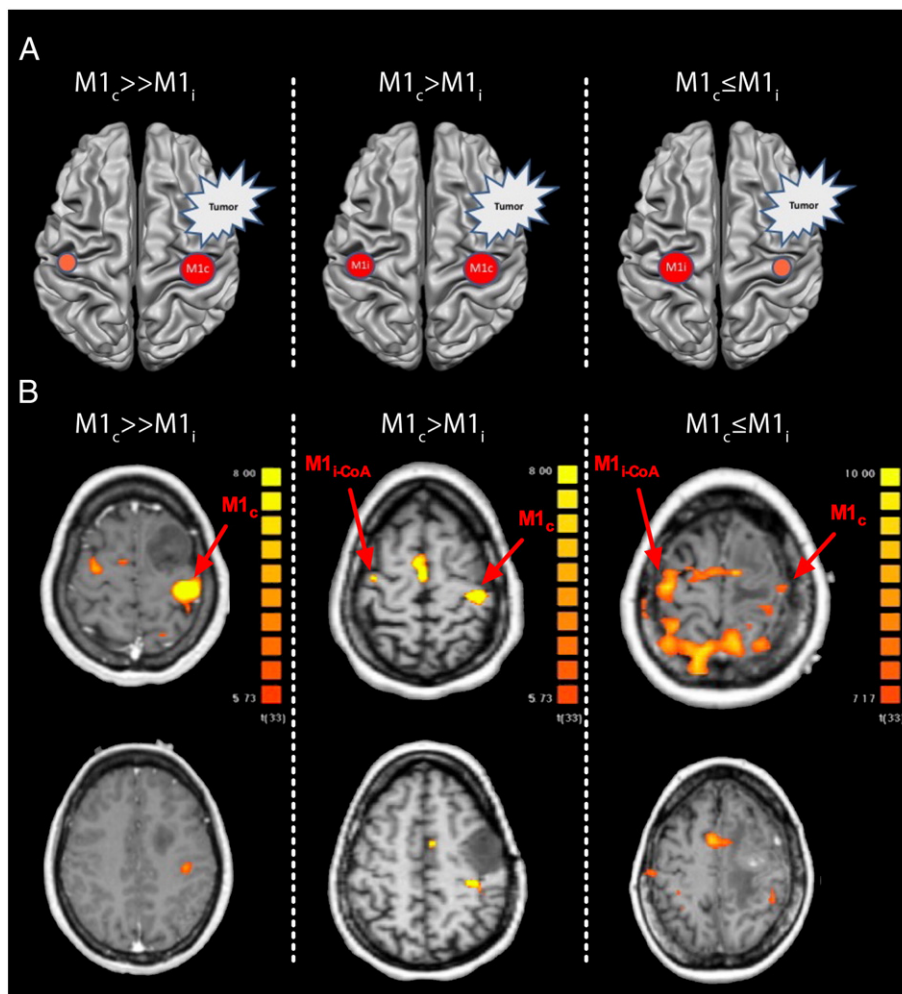 A
M1c>>M1i
M1c>M1i
M1c≤M1i
Tumor
Tumor
Tumor
M1c
M1i
M1c
M1i
B
M1c>>M1i
M1c>M1i
M1c≤M1i
8 00
M1c
5 73
t(33)
M1i-CoA
8 00
M1c
5 73
t(33)
M1i-CoA
10 00
M1c
7 17
t(33)